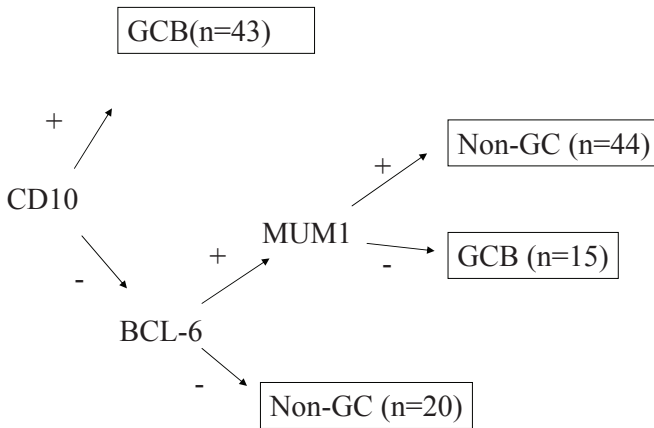 GCB(n=43)
+
Non-GC (n=44)
+
CD10
MUM1
+
GCB (n=15)
-
-
BCL-6
-
Non-GC (n=20)